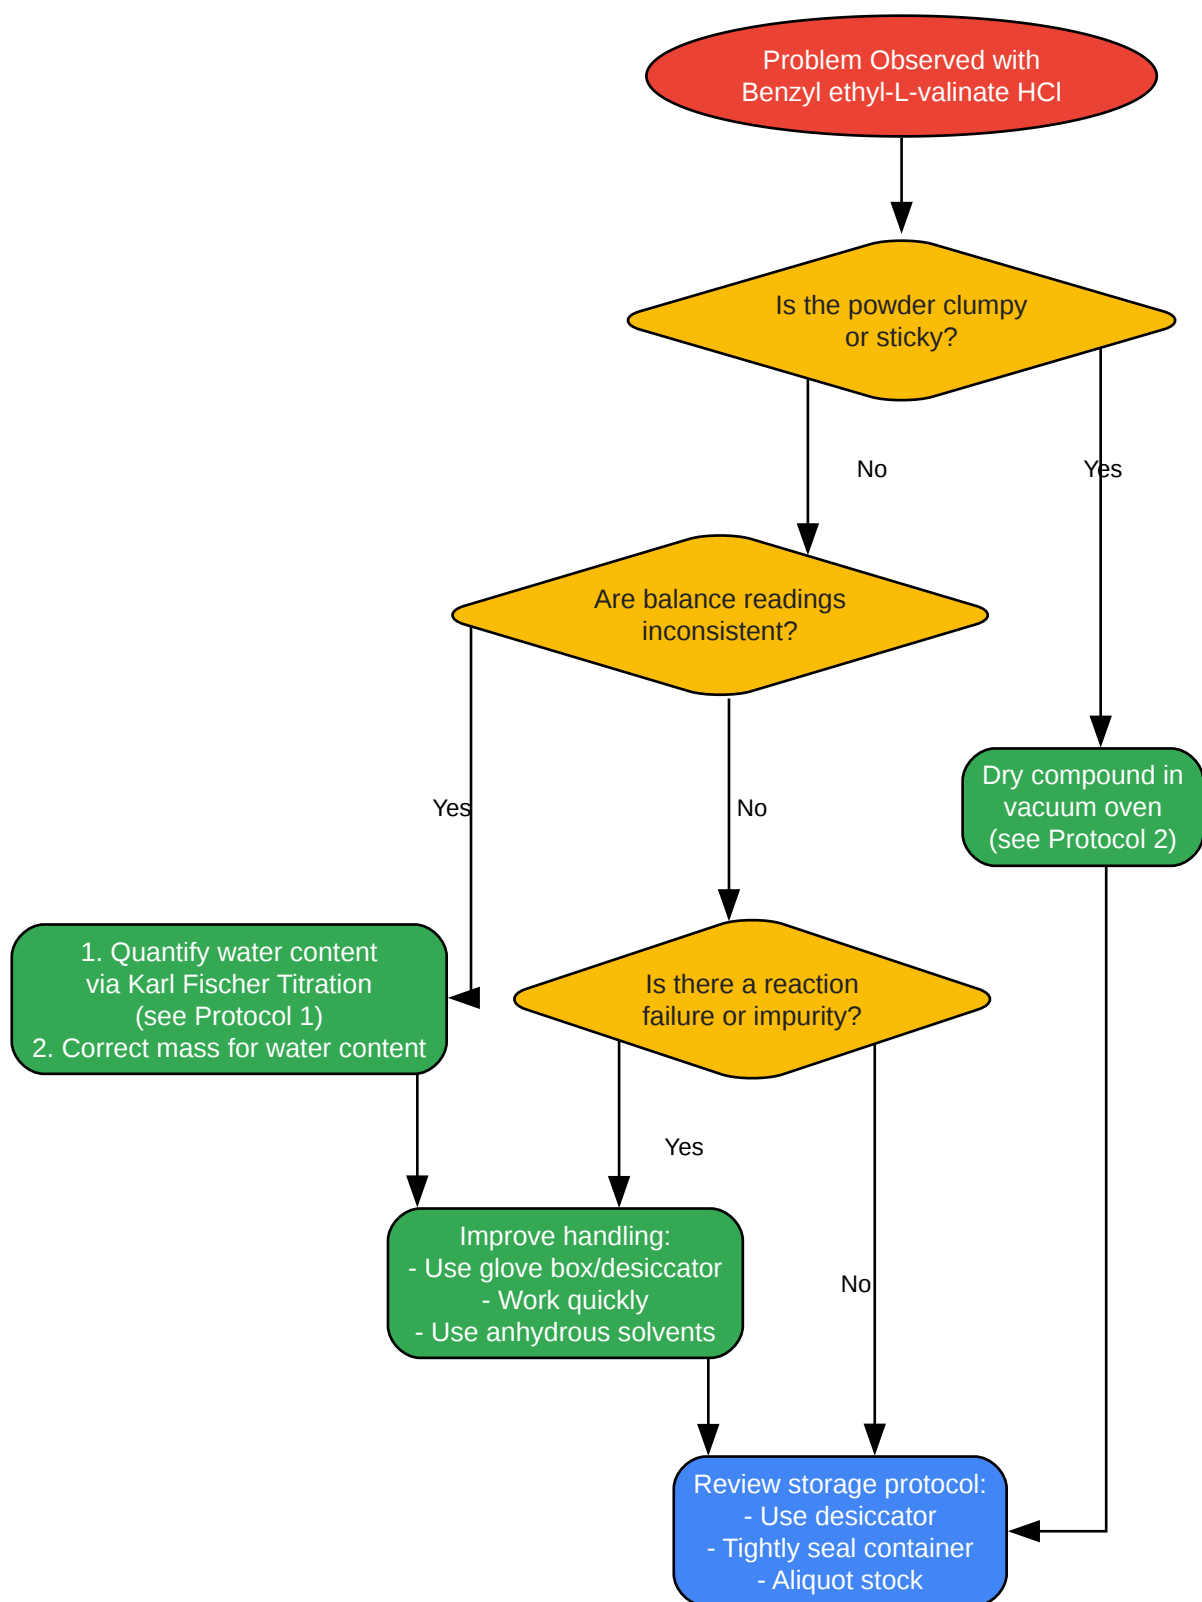 Problem Observed with
Benzyl ethyl-L-valinate HCl
Is the powder clumpy
or sticky?
No
Yes
Are balance readings
inconsistent?
Yes
No
Dry compound in
vacuum oven
(see Protocol 2)
1. Quantify water content
via Karl Fischer Titration
(see Protocol 1)
2. Correct mass for water content
Is there a reaction
failure or impurity?
Yes
No
Improve handling:
- Use glove box/desiccator
- Work quickly
- Use anhydrous solvents
Review storage protocol:
- Use desiccator
- Tightly seal container
- Aliquot stock